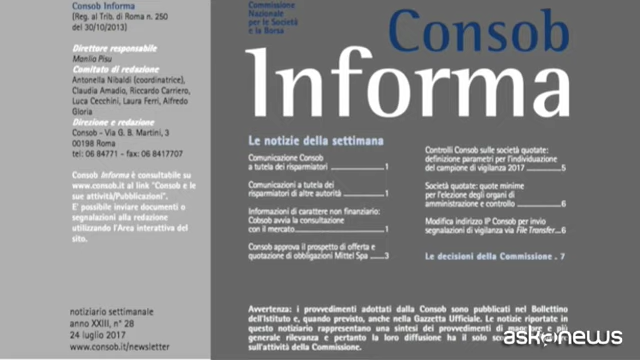 Consob Informa
(Reg. al Trib. di Roma n. 250
del 30/10/2013)
Direttore responsabile
Manlio Pisu
Comitato di redazione
Antonella Nibaldi (coordinatrice),
Claudia Amadio, Riccardo Carriero,
Luca Cecchini, Laura Ferri, Alfredo
Gloria
Direzione e redazione
Consob - Via G. B. Martini, 3
00198 Roma
tel: 06 84771 - fax: 06 8417707
Consob Informa è consultabile su
www.consob.it al link "Consob e le
sue attività/Pubblicazioni".
E' possibile inviare documenti o
segnalazioni alla redazione
utilizzando l'Area interattiva del
sito.
notiziario settimanale
anno XXIII, n° 28
24 luglio 2017
www.consob.it/newsletter
Commissione
Nazionale
per le Società
e la Borsa
Consob
Informa
Le notizie della settimana
Comunicazione Consob
a tutela dei risparmiatori 1
Comunicazioni a tutela dei
risparmiatori di altre autorità 1
Informazioni di carattere non finanziario:
Cobsob avvia la consultazione
con il mercato 1
Consob approva il prospetto di offerta e
quotazione di obbligazioni Mittel Spa 3
Controlli Consob sulle società quotate:
definizione parametri per l'individuazione
del campione di vigilanza 2017 5
Società quotate: quote minime
per l'elezione degli organi di
amministrazione e controllo 6
Modifica indirizzo IP Consob per invio
segnalazioni di vigilanza via File Transfer 6
Le decisioni della Commissione . 7
Avvertenza: i provvedimenti adottati dalla Consob sono pubblicati nel Bollettino
dell'Istituto e, quando previsto, anche nella Gazzetta Ufficiale. Le notizie riportate in
questo notiziario rappresentano una sintesi dei provvedimenti di maggiore e più
generale rilevanza e pertanto la loro diffusione ha il solo
sull'attività della Commissione.
askanews